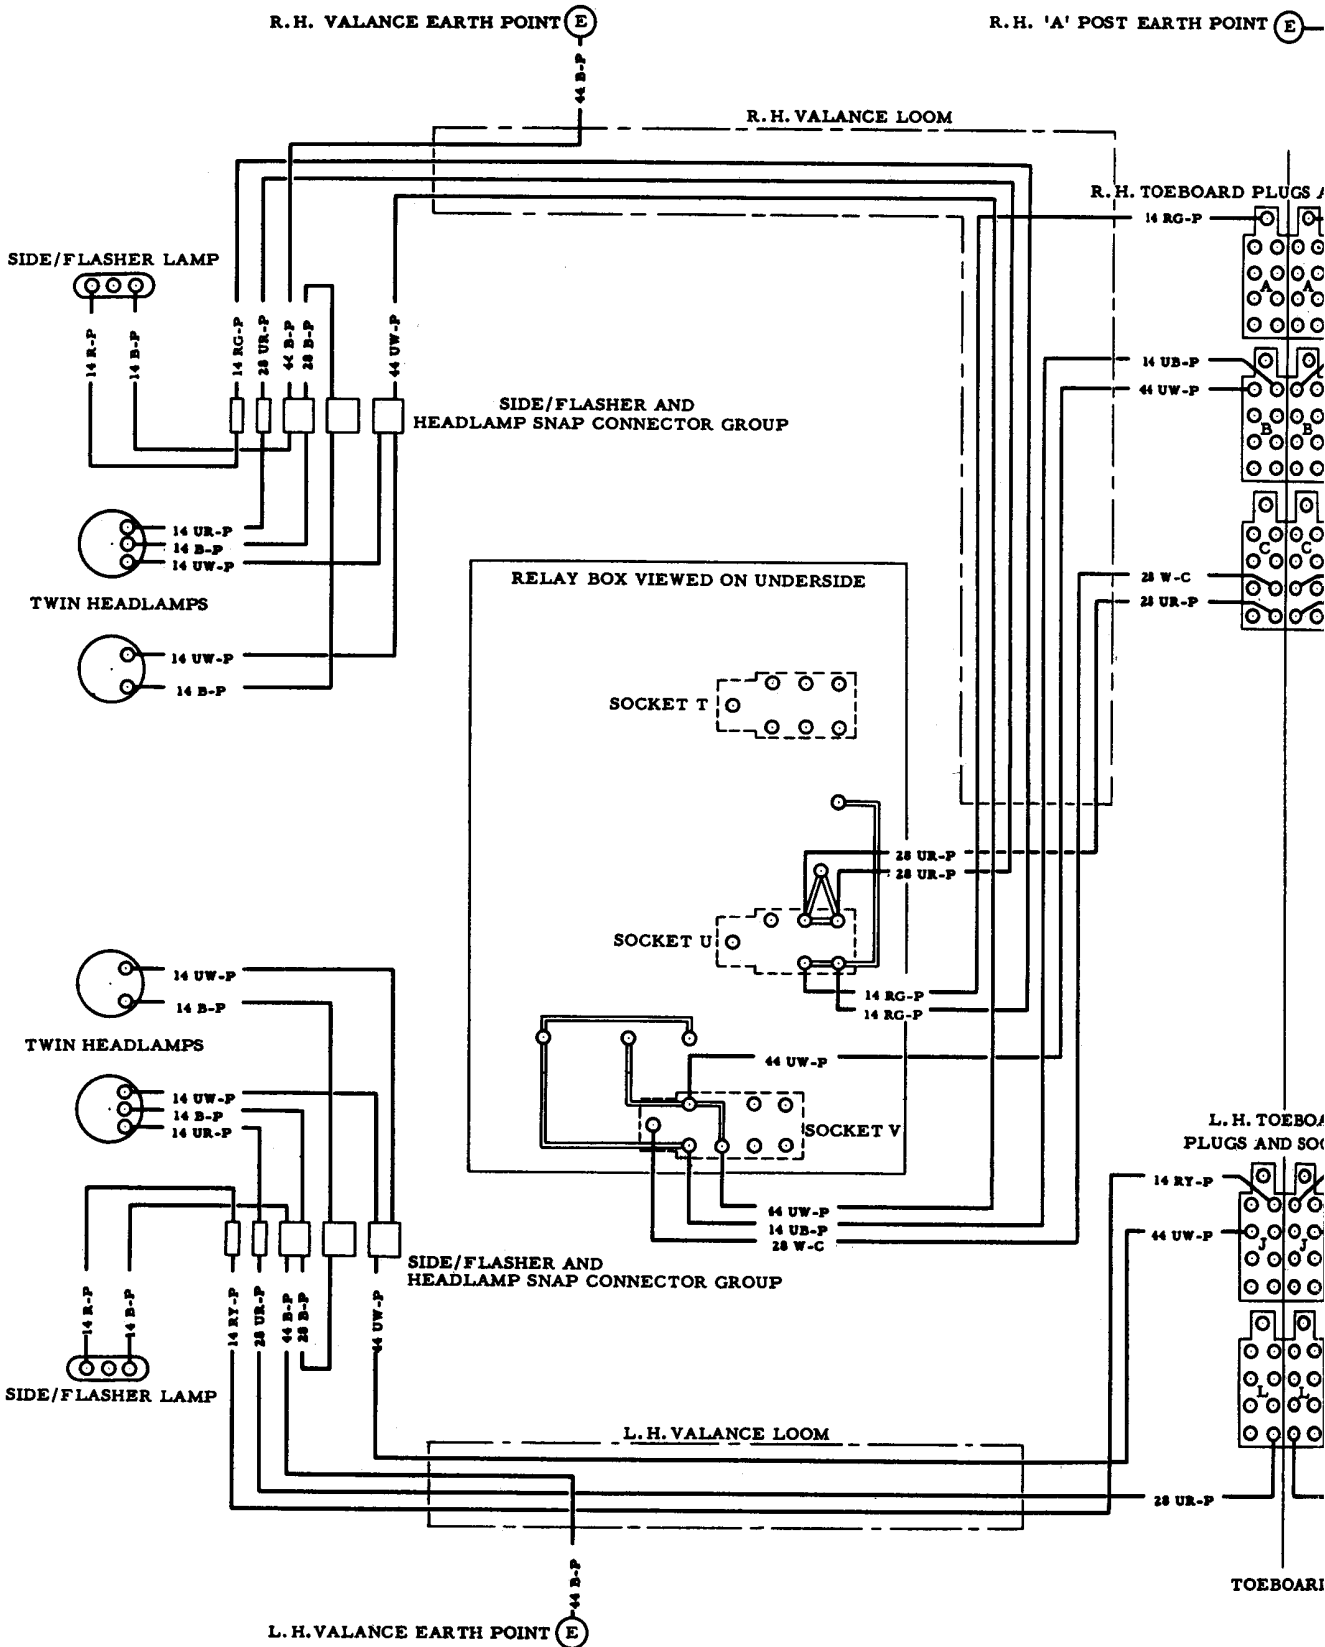 R.H. VALANCE EARTH POINT E
R.H. 'A' POST EARTH POINT E
44 B-P
R.H. VALANCE LOOM
R.H. TOEBOARD PLUGS A
14 RG-P
SIDE/FLASHER LAMP
A A
14 R-P
14 B-P
14 RG-P
28 UR-P
44 B-P
28 B-P
44 UW-P
14 UB-P
44 UW-P
SIDE/FLASHER AND
HEADLAMP SNAP CONNECTOR GROUP
B B
14 UR-P
14 B-P
14 UW-P
C C
RELAY BOX VIEWED ON UNDERSIDE
28 W-C
28 UR-P
TWIN HEADLAMPS
14 UW-P
14 B-P
SOCKET T
28 UR-P
28 UR-P
SOCKET U
14 UW-P
14 B-P
14 RG-P
14 RG-P
TWIN HEADLAMPS
44 UW-P
14 UW-P
14 B-P
14 UR-P
SOCKET V
L.H. TOEBOA
PLUGS AND SOC
14 RY-P
44 UW-P
14 UB-P
28 W-C
44 UW-P
J J
SIDE/FLASHER AND
HEADLAMP SNAP CONNECTOR GROUP
14 R-P
14 B-P
14 RY-P
28 UR-P
44 B-P
28 B-P
44 UW-P
SIDE/FLASHER LAMP
L L
L.H. VALANCE LOOM
28 UR-P
44 B-P
TOEBOARD
L.H. VALANCE EARTH POINT E